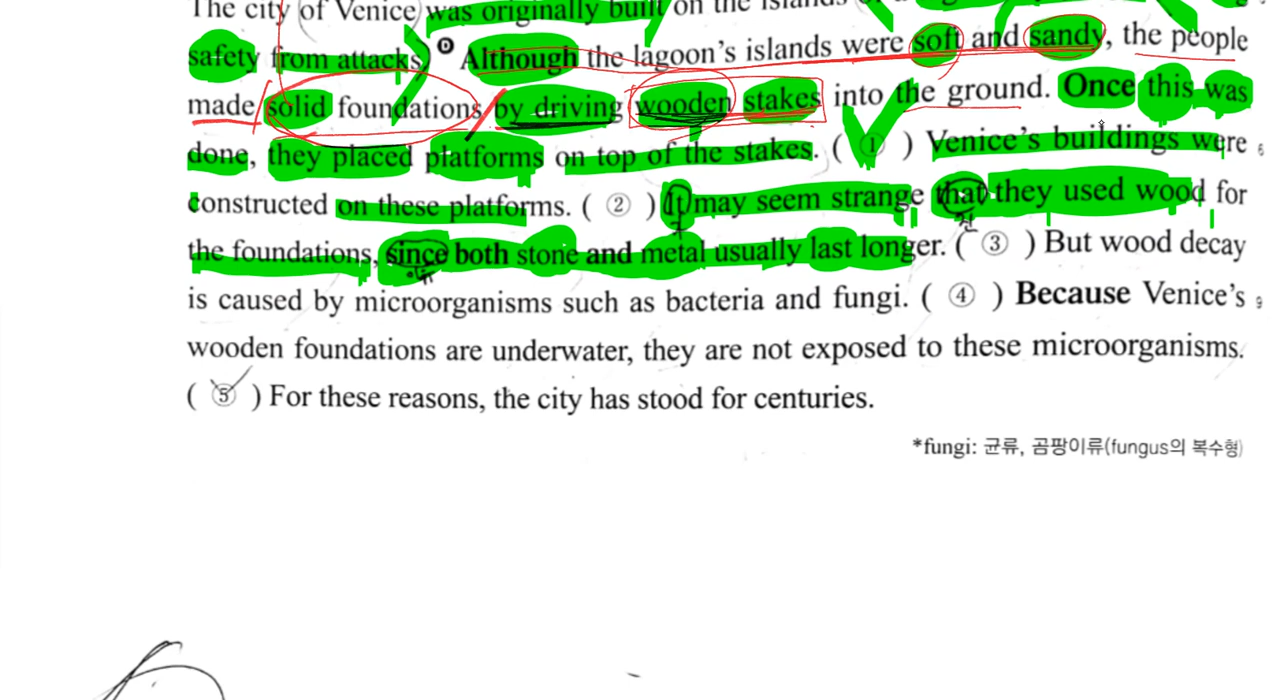 The city of Venice was originally built on the islands
safety from attacks. ❶ Although the lagoon's islands were soft and sandy, the people
made solid foundations by driving wooden stakes into the ground. Once this was
done, they placed platforms on top of the stakes. ( ① ) Venice's buildings were 6
constructed on these platforms. ( ② ) It may seem strange that they used wood for
the foundations, since both stone and metal usually last longer. ( ③ ) But wood decay
is caused by microorganisms such as bacteria and fungi. ( ④ ) Because Venice's 9
wooden foundations are underwater, they are not exposed to these microorganisms.
( ⑤ ) For these reasons, the city has stood for centuries.
*fungi: 균류, 곰팡이류(fungus의 복수형)